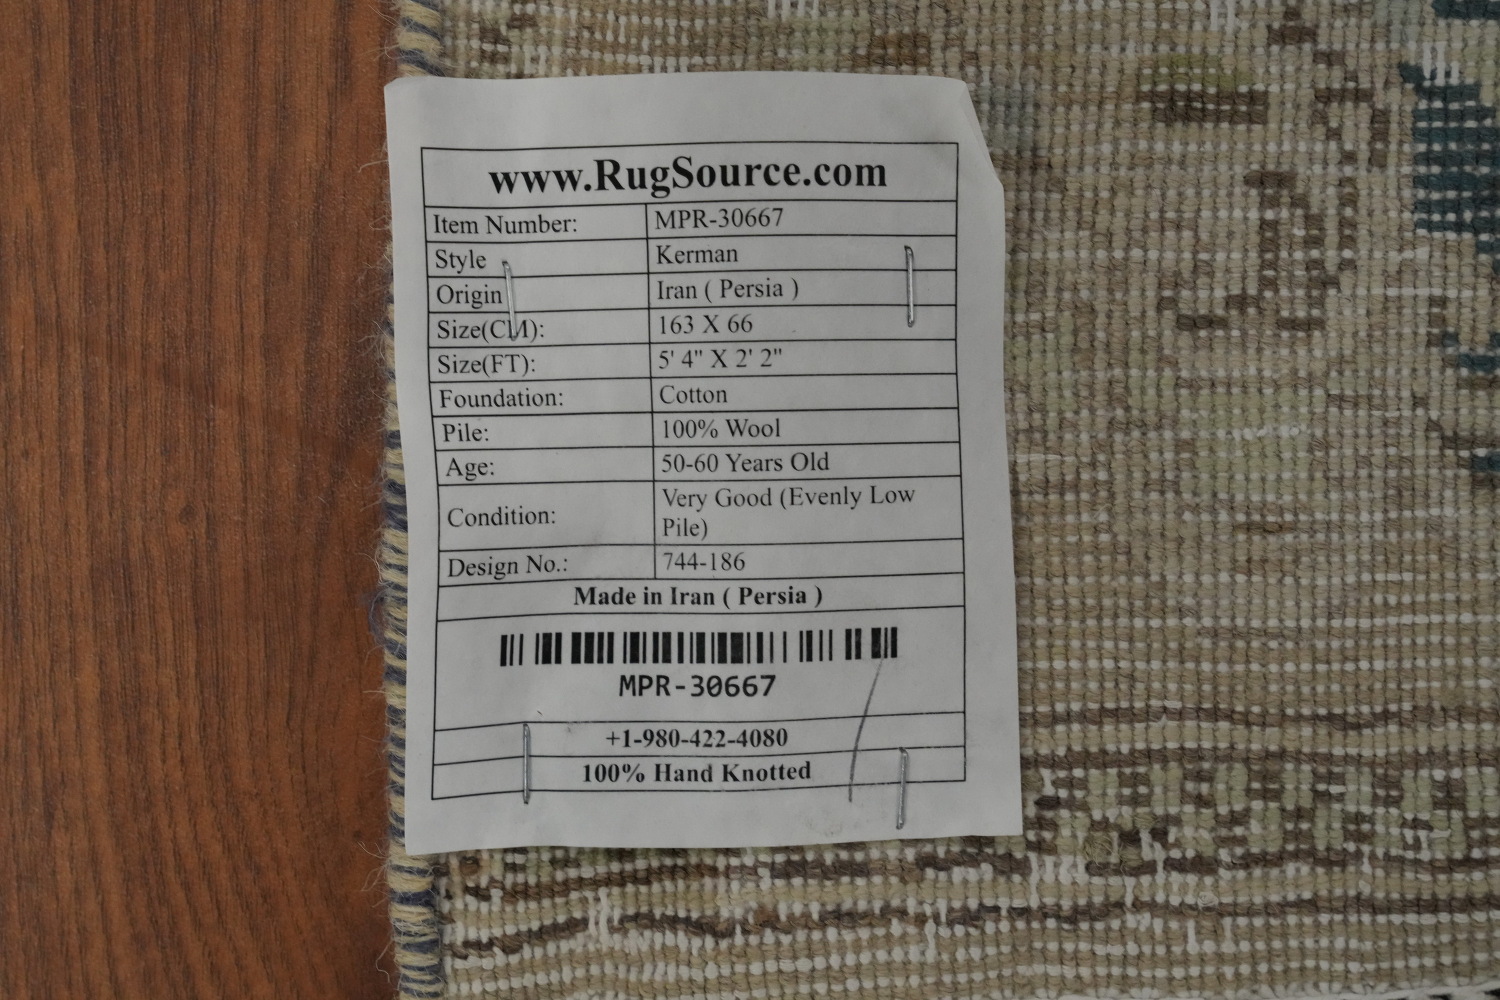 www.RugSource.com
Item Number: MPR-30667
Style Kerman
Origin Iran ( Persia )
Size(CM): 163 X 66
Size(FT): 5' 4" X 2' 2"
Foundation: Cotton
Pile: 100% Wool
Age: 50-60 Years Old
Condition: Very Good (Evenly Low
Pile)
Design No.: 744-186
Made in Iran ( Persia )
MPR-30667
+1-980-422-4080
100% Hand Knotted